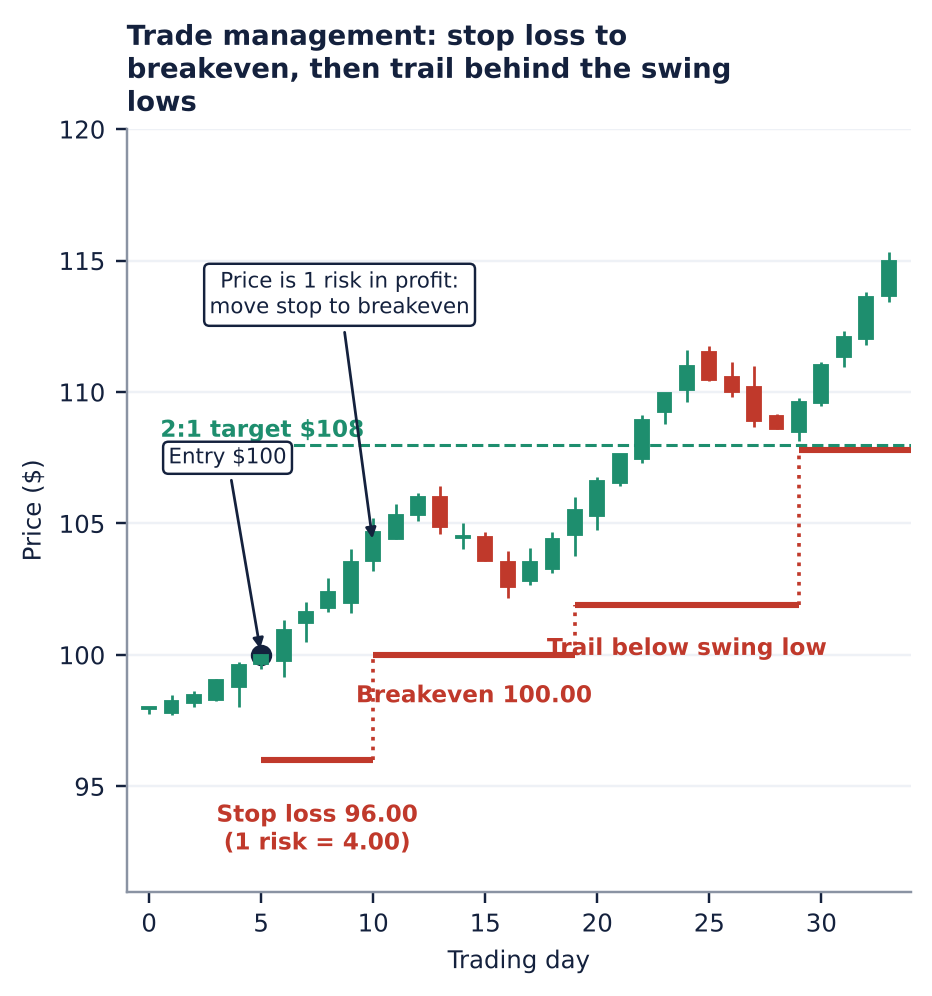 Trade management: stop loss to
breakeven, then trail behind the swing
lows
120
115
110
105
100
95
Price ($)
Price is 1 risk in profit:
move stop to breakeven
2:1 target $108
Entry $100
Trail below swing low
Breakeven 100.00
Stop loss 96.00
(1 risk = 4.00)
0 5 10 15 20 25 30
Trading day